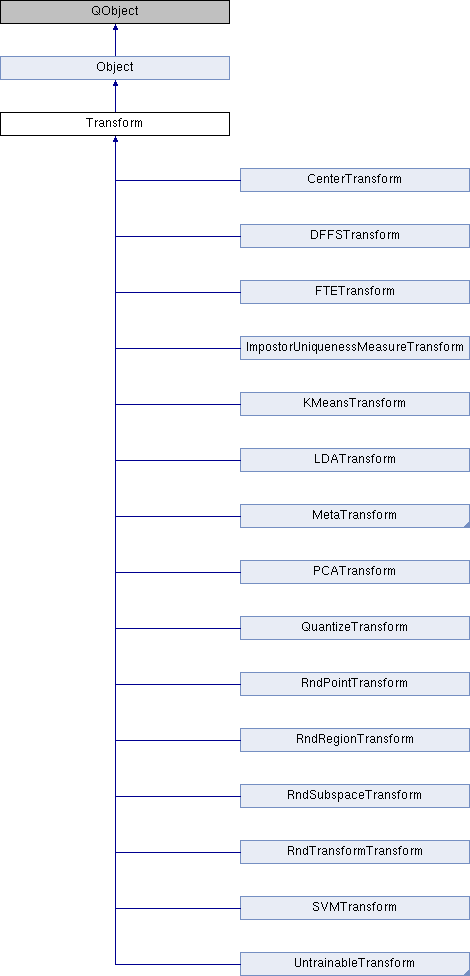 QObject
Object
Transform
CenterTransform
DFFSTransform
FTETransform
ImpostorUniquenessMeasureTransform
KMeansTransform
LDATransform
MetaTransform
PCATransform
QuantizeTransform
RndPointTransform
RndRegionTransform
RndSubspaceTransform
RndTransformTransform
SVMTransform
UntrainableTransform